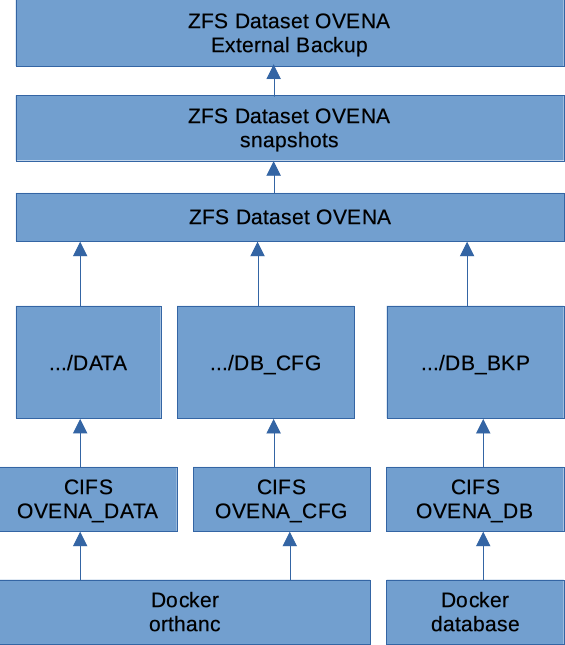 ZFS Dataset OVENA
External Backup
ZFS Dataset OVENA
snapshots
ZFS Dataset OVENA
.../DATA
.../DB_CFG
.../DB_BKP
CIFS
OVENA_DATA
CIFS
OVENA_CFG
CIFS
OVENA_DB
Docker
orthanc
Docker
database